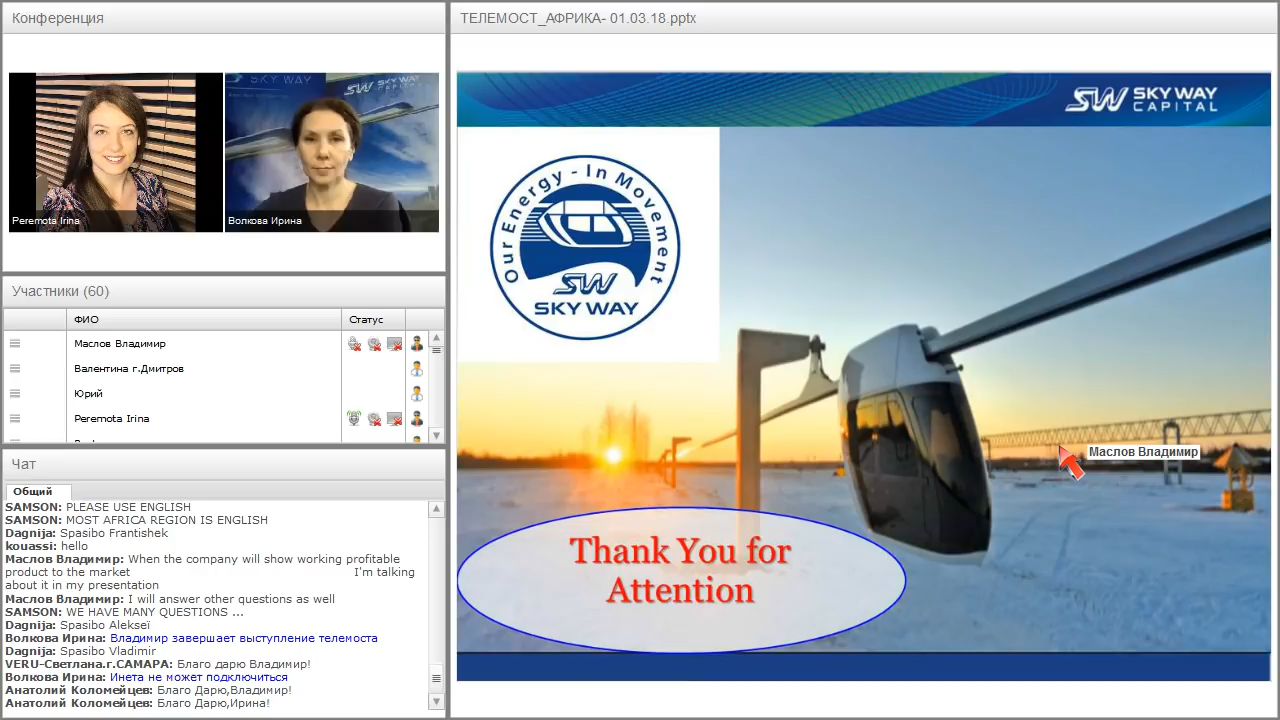 Конференция
Peremota Irina
Волкова Ирина
Участники (60)
ФИО
Статус
Маслов Владимир
Валентина г.Дмитров
Юрий
Peremota Irina
Чат
Общий
SAMSON: PLEASE USE ENGLISH
SAMSON: MOST AFRICA REGION IS ENGLISH
Dagnija: Spasibo Frantishek
kouassi: hello
Маслов Владимир: When the company will show working profitable
product to the market I'm talking
about it in my presentation
Маслов Владимир: I will answer other questions as well
SAMSON: WE HAVE MANY QUESTIONS ...
Dagnija: Spasibo Alekseï
Волкова Ирина: Владимир завершает выступление телемоста
Dagnija: Spasibo Vladimir
VERU-Светлана.г.САМАРА: Благо дарю Владимир!
Волкова Ирина: Инета не может подключиться
Анатолий Коломейцев: Благо Дарю,Владимир!
Анатолий Коломейцев: Благо Дарю,Ирина!
ТЕЛЕМОСТ_АФРИКА- 01.03.18.pptx
SW SKY WAY
CAPITAL
Our Energy - In Movement
SW
SKY WAY
Маслов Владимир
Thank You for
Attention